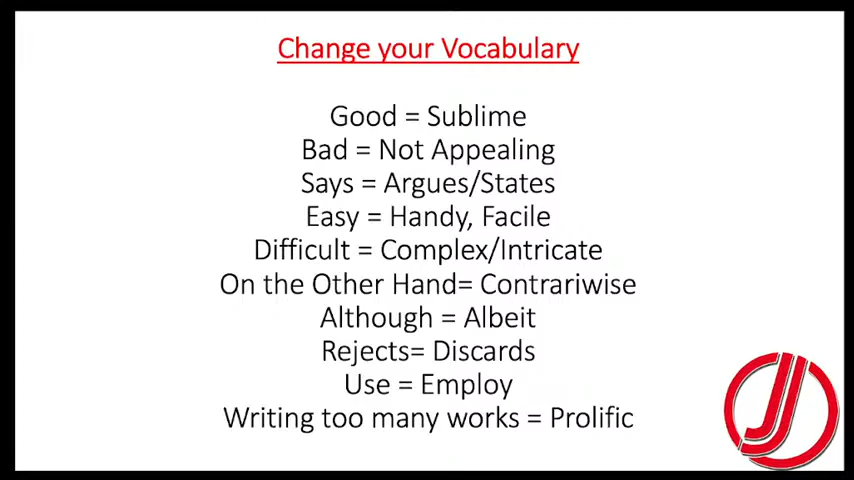 Change your Vocabulary
Good = Sublime
Bad = Not Appealing
Says = Argues/States
Easy = Handy, Facile
Difficult = Complex/Intricate
On the Other Hand= Contrariwise
Although = Albeit
Rejects= Discards
Use = Employ
Writing too many works = Prolific